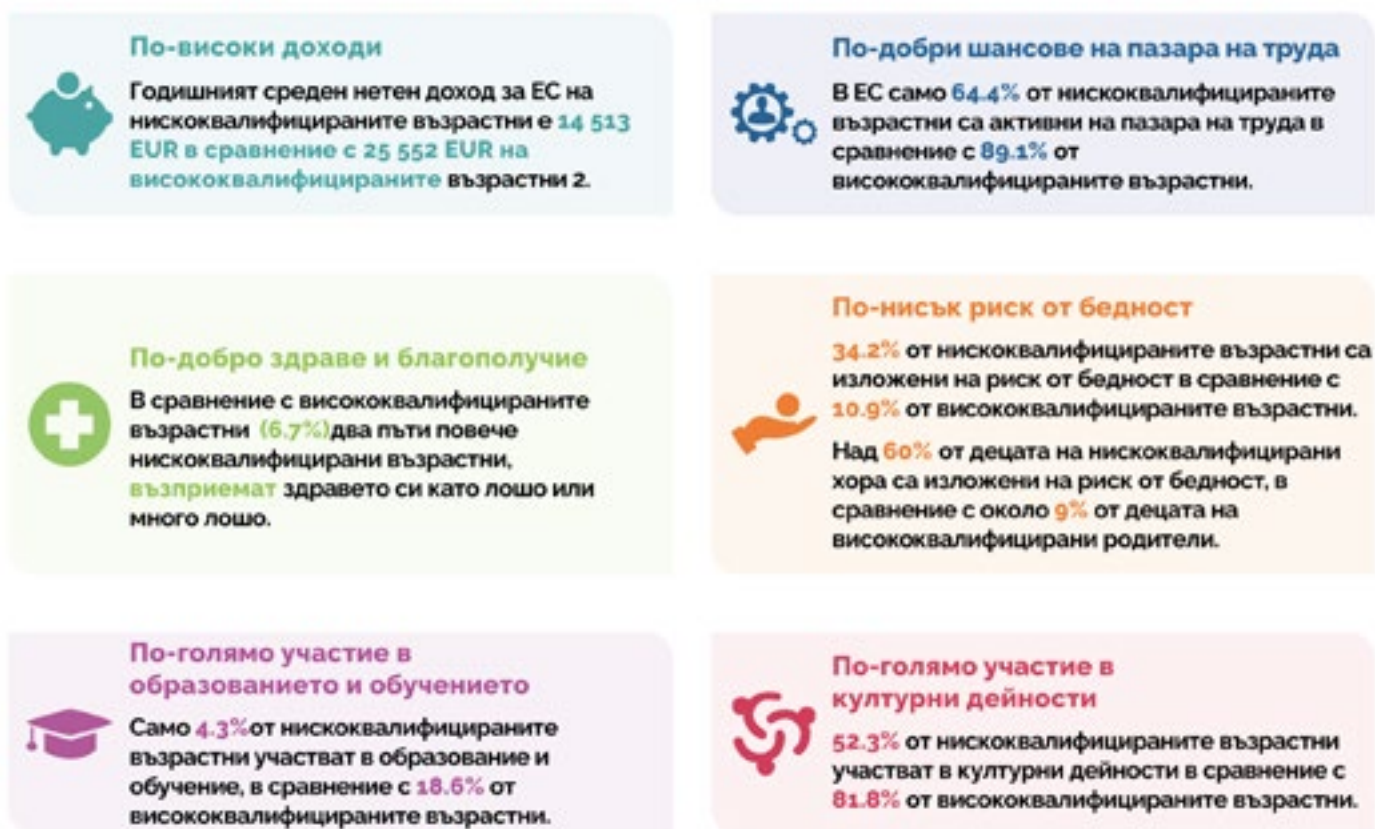 По-високи доходи
Годишният среден нетен доход за ЕС на
нискоквалифицираните възрастни е 14 513
EUR в сравнение с 25 552 EUR на
висококвалифицираните възрастни 2.
По-добри шансове на пазара на труда
В ЕС само 64.4% от нискоквалифицираните
възрастни са активни на пазара на труда в
сравнение с 89.1% от
висококвалифицираните възрастни.
По-добро здраве и благополучие
В сравнение с висококвалифицираните
възрастни (6,7%)два пъти повече
нискоквалифицирани възрастни,
възприемат здравето си като лошо или
много лошо.
По-нисък риск от бедност
34.2% от нискоквалифицираните възрастни са
изложени на риск от бедност в сравнение с
10.9% от висококвалифицираните възрастни.
Над 60% от децата на нискоквалифицирани
хора са изложени на риск от бедност, в
сравнение с около 9% от децата на
висококвалифицирани родители.
По-голямо участие в
образованието и обучението
Само 4.3%от нискоквалифицираните
възрастни участват в образование и
обучение, в сравнение с 18.6% от
висококвалифицираните възрастни.
По-голямо участие в
културни дейности
52.3% от нискоквалифицираните възрастни
участват в културни дейности в сравнение с
81.8% от висококвалифицираните възрастни.